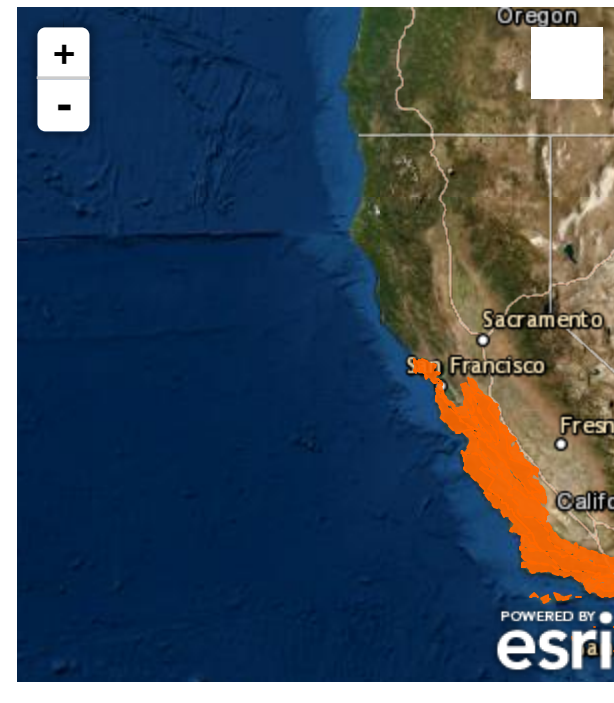 Oregon
+
-
Sacramento
San Francisco
Fresn
Califo
POWERED BY
esri